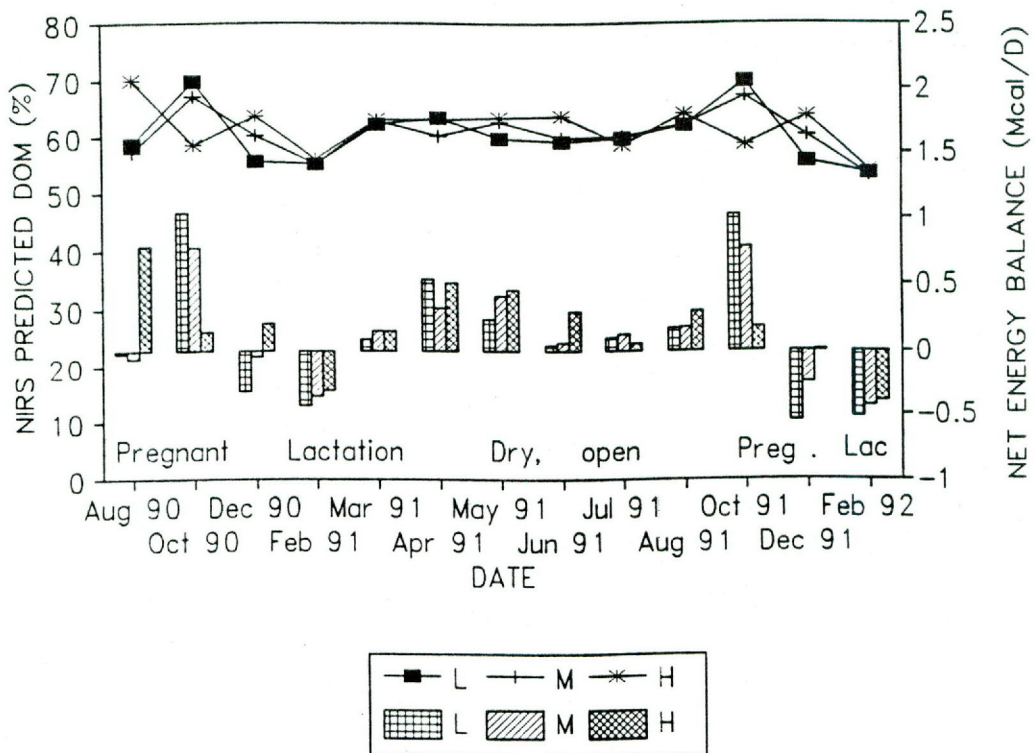 NIRS PREDICTED DOM (%)
80
70
60
50
40
30
20
10
0
NET ENERGY BALANCE (Mcal/D)
2.5
2
1.5
1
0.5
0
-0.5
-1
Pregnant Lactation Dry, open Preg . Lac
Aug 90 Dec 90 Mar 91 May 91 Jul 91 Oct 91 Feb 92
Oct 90 Feb 91 Apr 91 Jun 91 Aug 91 Dec 91
DATE
L M H
L M H